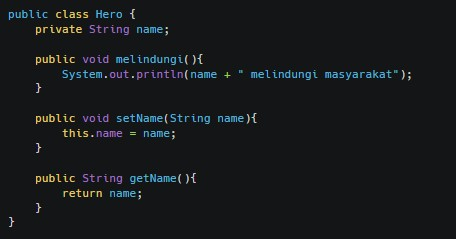 public class Hero {
    private String name;

    public void melindungi(){
        System.out.println(name + " melindungi masyarakat");
    }

    public void setName(String name){
        this.name = name;
    }

    public String getName(){
        return name;
    }
}